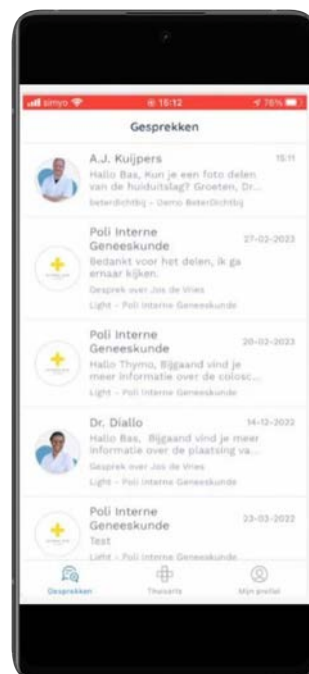 simyo 15:12 76%
Gesprekken
A.J. Kuijpers 15:11
Hallo Bas, Kun je een foto delen
van de huiduitslag? Groeten, Dr...
beterdichtbij - Demo BeterDichtbij
Poli Interne
Geneeskunde 27-02-2023
Bedankt voor het delen, ik ga
ernaar kijken.
Gesprek over Jos de Vries
Light - Poli Interne Geneeskunde
Poli Interne
Geneeskunde 20-02-2023
Hallo Thymo, Bijgaand vind je
meer informatie over de colosc...
Light - Poli Interne Geneeskunde
Dr. Diallo 14-12-2022
Hallo Bas, Bijgaand vind je meer
informatie over de plaatsing va...
Gesprek over Jos de Vries
Light - Poli Interne Geneeskunde
Poli Interne
Geneeskunde 23-03-2022
Test
Light - Poli Interne Geneeskunde
Gesprekken Thuisarts Mijn profiel